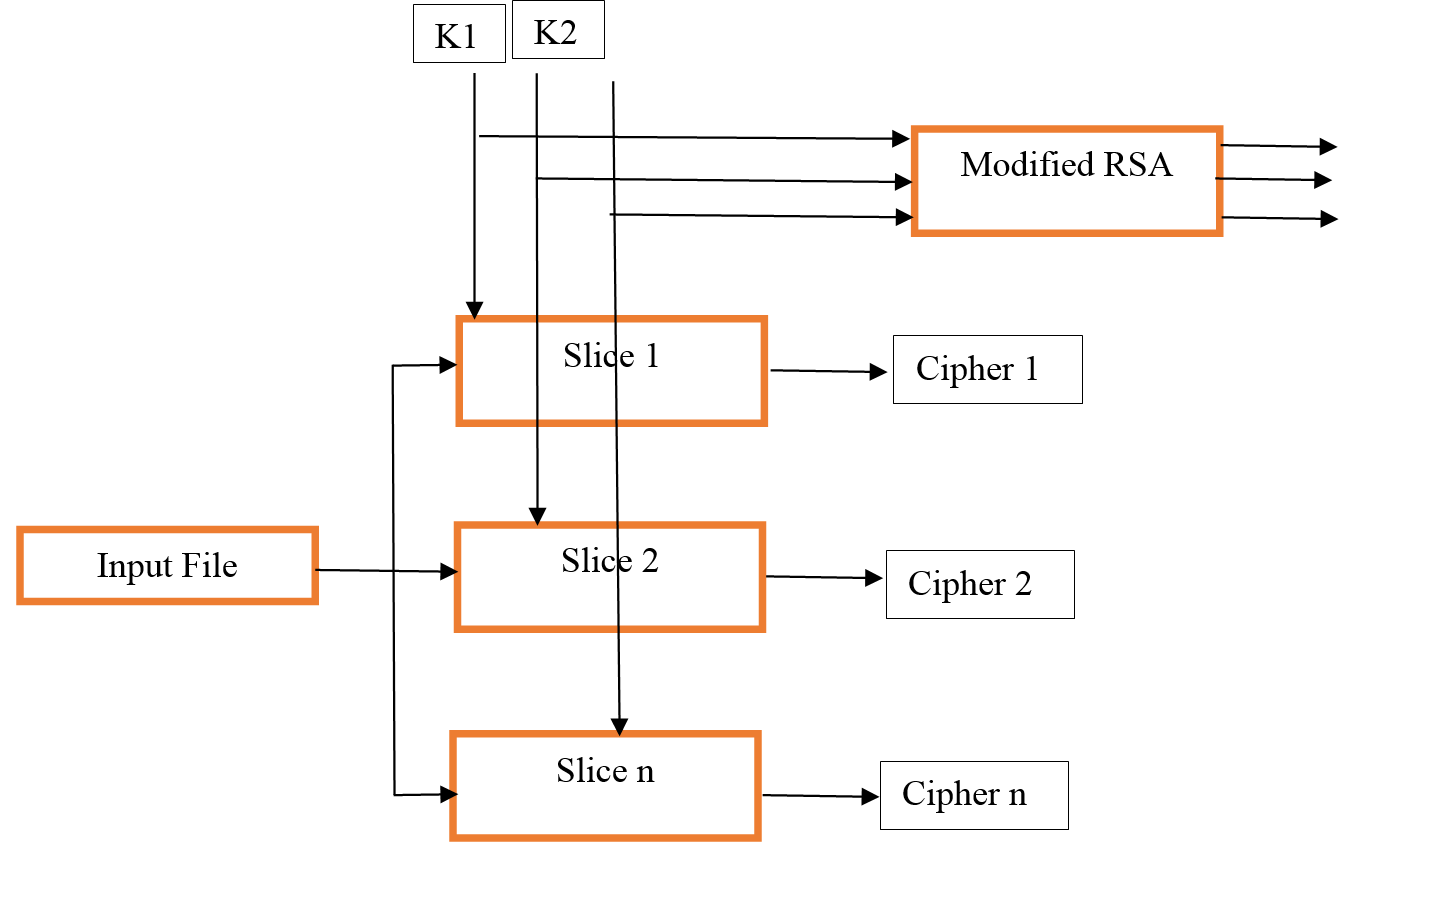 K1
K2
Modified RSA
Slice 1
Cipher 1
Input File
Slice 2
Cipher 2
Slice n
Cipher n